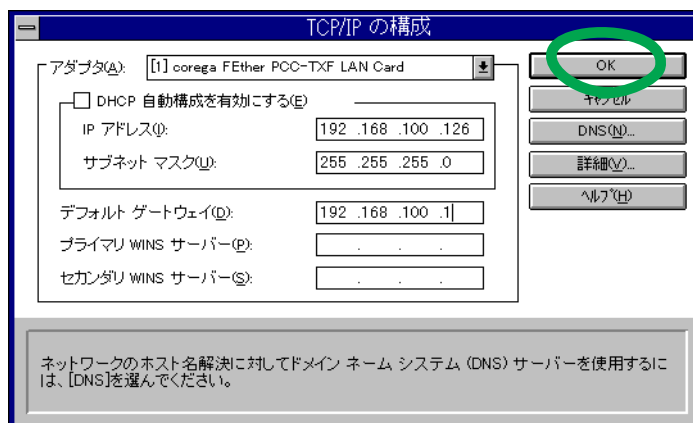 TCP/IP の構成
アダプタ(A): [1] corega FEther PCC-TXF LAN Card
DHCP 自動構成を有効にする(E)
IP アドレス(I): 192 .168 .100 .126
サブネット マスク(U): 255 .255 .255 .0
デフォルト ゲートウェイ(D): 192 .168 .100 .1
プライマリ WINS サーバー(P): . . .
セカンダリ WINS サーバー(S): . . .
OK
キャンセル
DNS(N)...
詳細(V)...
ヘルプ(H)
ネットワークのホスト名解決に対してドメイン ネーム システム (DNS) サーバーを使用するに
は、[DNS]を選んでください。